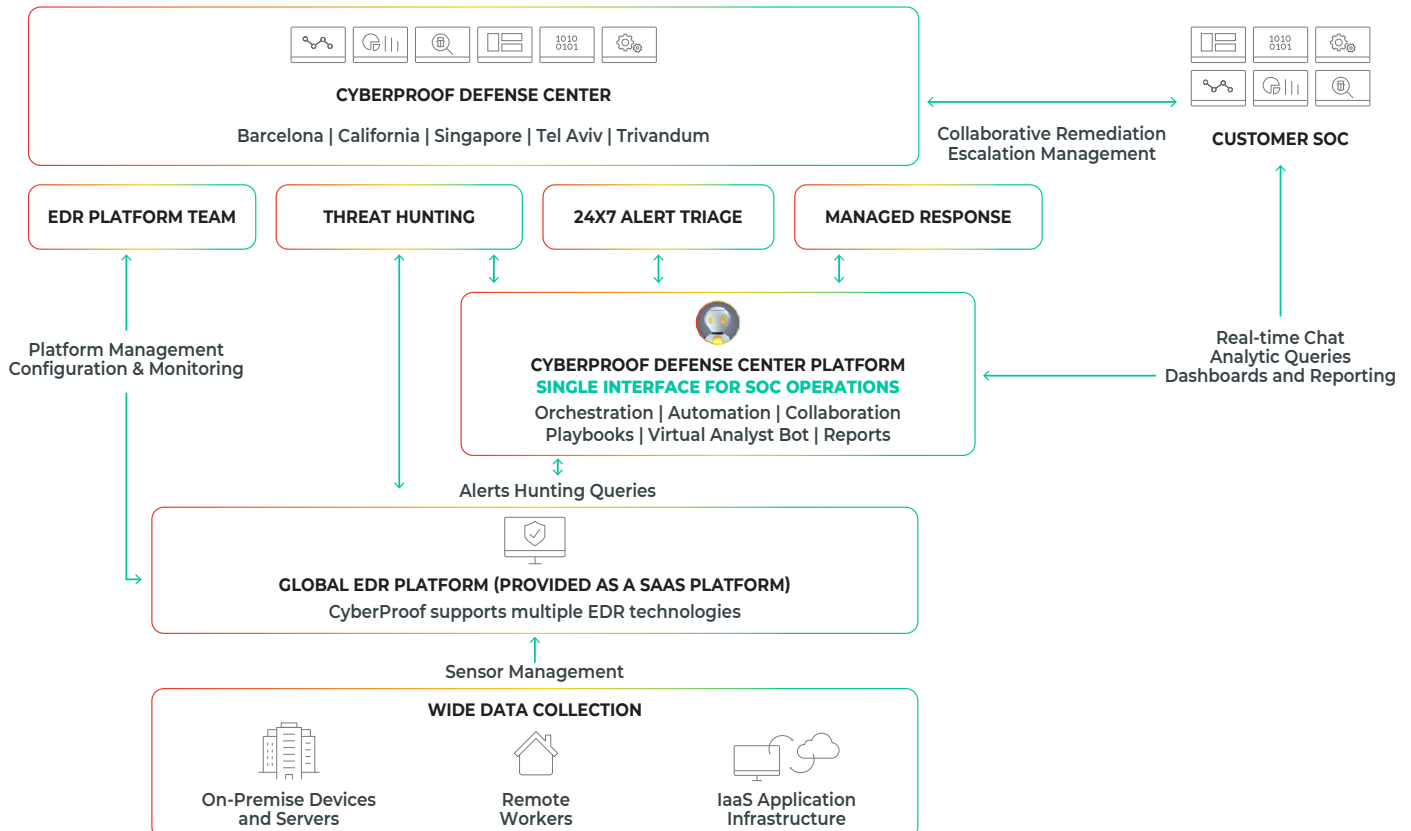 1010
0101
CYBERPROOF DEFENSE CENTER
Barcelona | California | Singapore | Tel Aviv | Trivandum
1010
0101
CUSTOMER SOC
Collaborative Remediation
Escalation Management
EDR PLATFORM TEAM
THREAT HUNTING
24X7 ALERT TRIAGE
MANAGED RESPONSE
Platform Management
Configuration & Monitoring
CYBERPROOF DEFENSE CENTER PLATFORM
SINGLE INTERFACE FOR SOC OPERATIONS
Orchestration | Automation | Collaboration
Playbooks | Virtual Analyst Bot | Reports
Real-time Chat
Analytic Queries
Dashboards and Reporting
Alerts Hunting Queries
GLOBAL EDR PLATFORM (PROVIDED AS A SAAS PLATFORM)
CyberProof supports multiple EDR technologies
Sensor Management
WIDE DATA COLLECTION
On-Premise Devices
and Servers
Remote
Workers
IaaS Application
Infrastructure